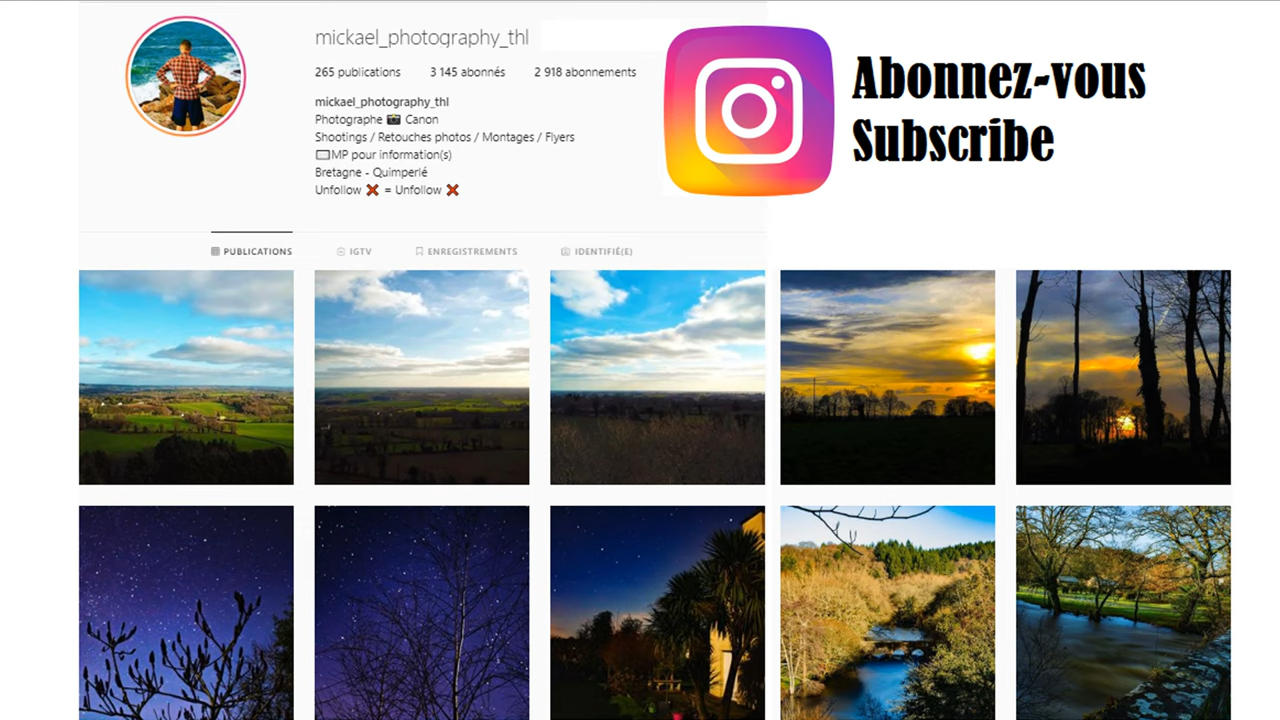 mickael_photography_thl
265 publications 3 145 abonnés 2 918 abonnements
mickael_photography_thl
Photographe 📸 Canon
Shootings / Retouches photos / Montages / Flyers
MP pour information(s)
Bretagne - Quimperlé
Unfollow ❌ = Unfollow ❌
Abonnez-vous
Subscribe
PUBLICATIONS IGTV ENREGISTREMENTS IDENTIFIÉ(E)